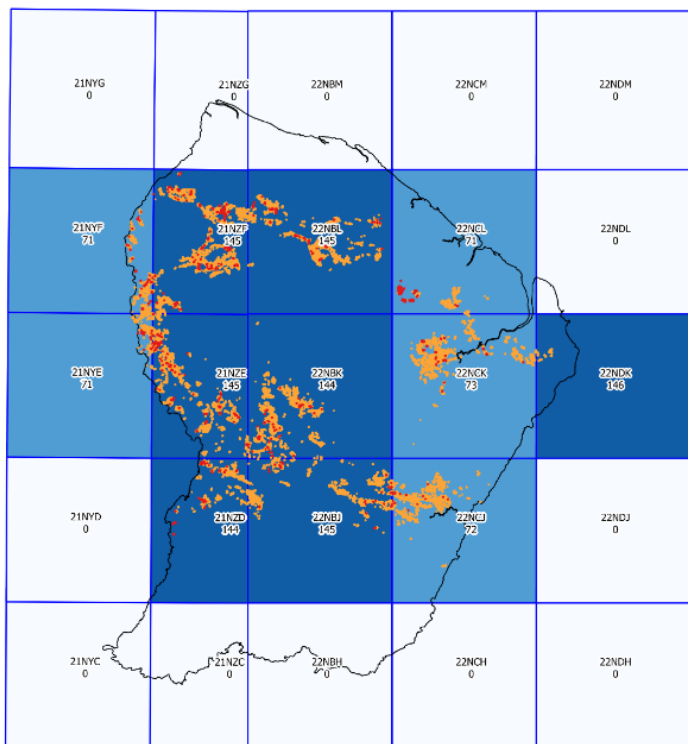 21NYG
0
21NZG
0
22NBM
0
22NCM
0
22NDM
0
21NYF
71
21NZF
145
22NBL
145
22NCL
71
22NDL
0
21NYE
71
21NZE
145
22NBK
144
22NCK
73
22NDK
146
21NYD
0
21NZD
144
22NBJ
145
22NCJ
72
22NDJ
0
21NYC
0
21NZC
0
22NBH
0
22NCH
0
22NDH
0